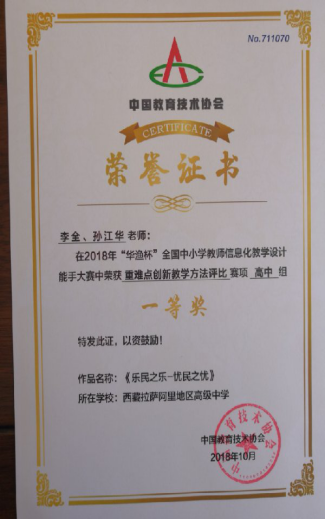 No.711070
中国教育技术协会
CERTIFICATE
荣誉证书
李全、孙江华 老师：
在2018年“华渔杯”全国中小学教师信息化教学设计
能手大赛中荣获 重难点创新教学方法评比 赛项 高中 组
一等奖
特发此证，以资鼓励！
作品名称：《乐民之乐--忧民之忧》
所在学校：西藏拉萨阿里地区高级中学
中国教育技术协会
2018年10月